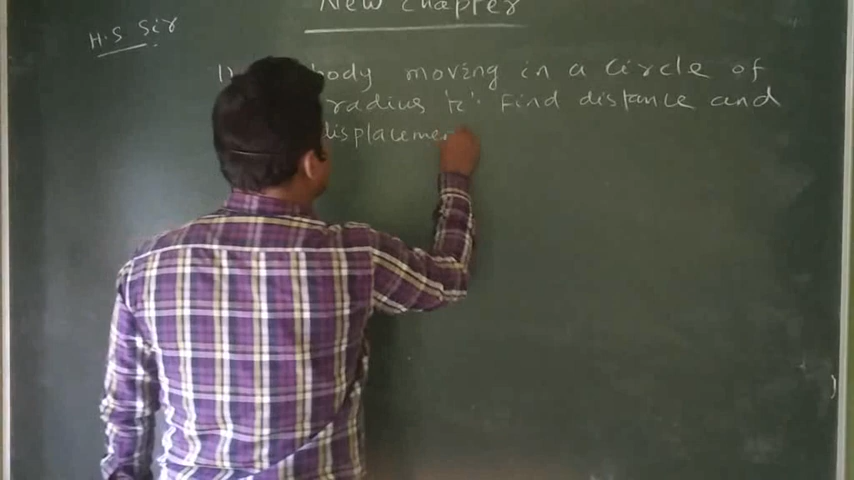 New Chapter
H.S Sir
1) body moving in a circle of
radius 'r'. Find distance and
displacemen